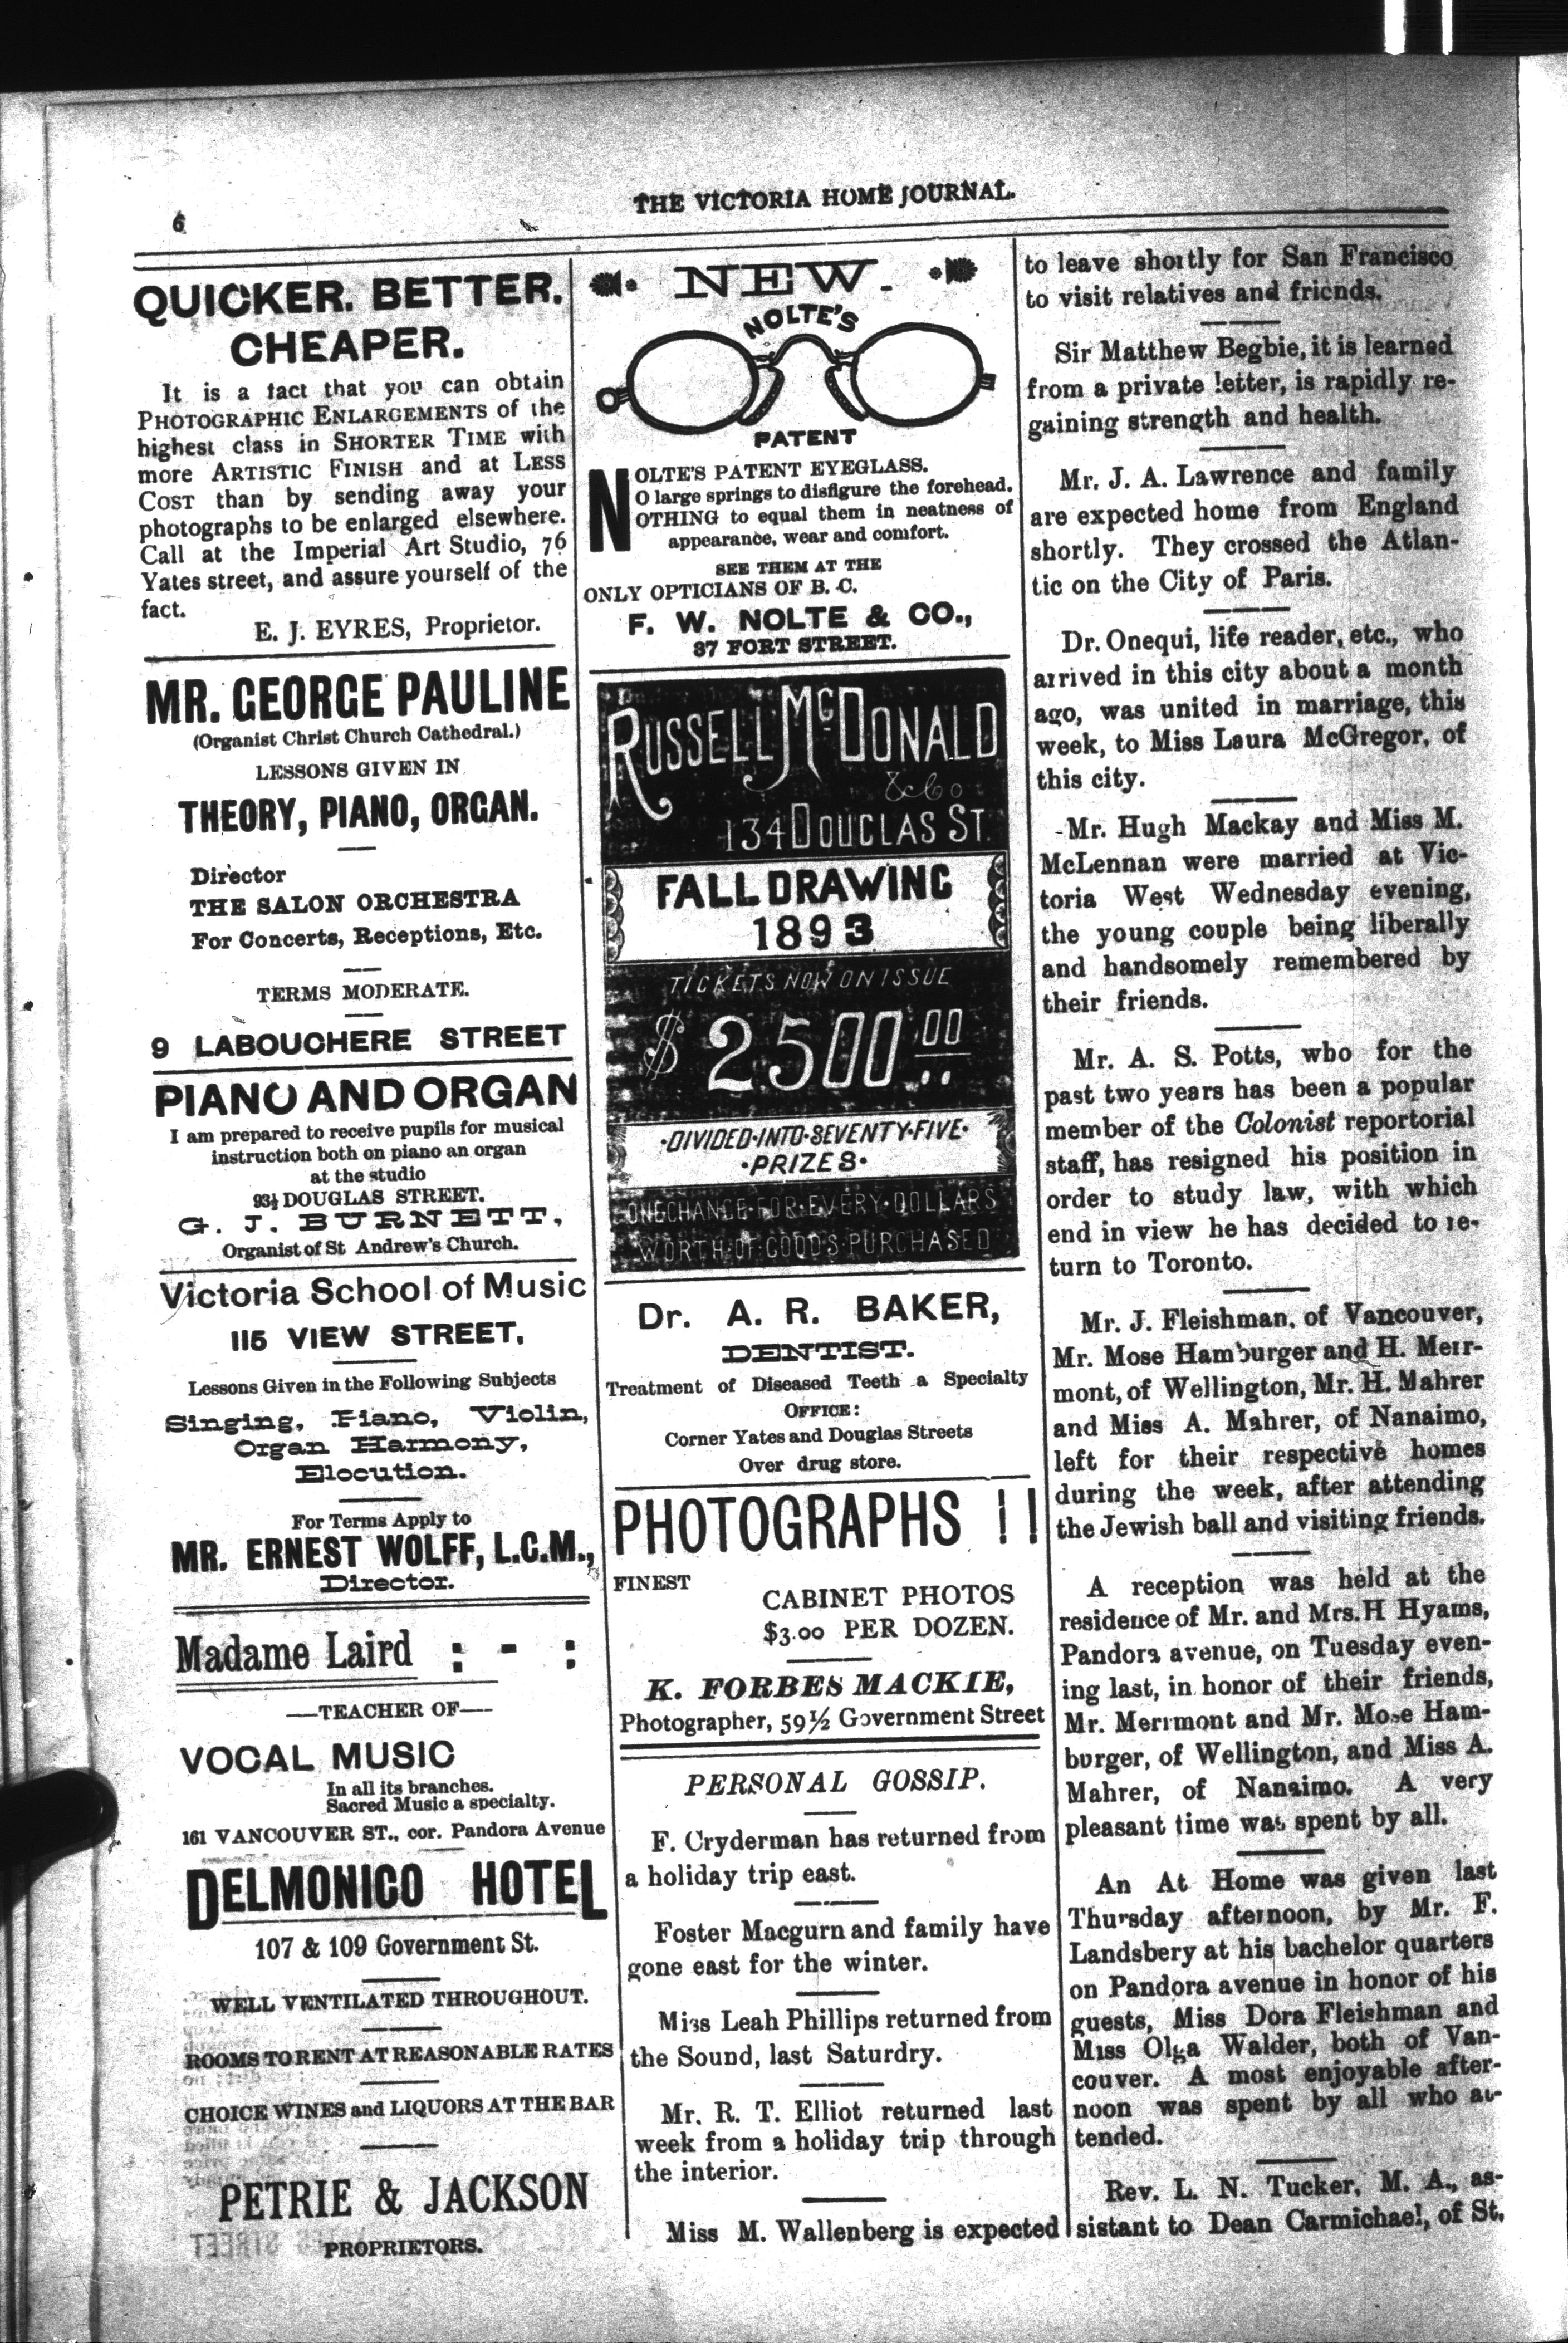 6
THE VICTORIA HOME JOURNAL.
QUICKER. BETTER.
CHEAPER.
It is a fact that you can obtain
PHOTOGRAPHIC ENLARGEMENTS of the
highest class in SHORTER TIME with
more ARTISTIC FINISH and at LESS
COST than by sending away your
photographs to be enlarged elsewhere.
Call at the Imperial Art Studio, 76
Yates street, and assure yourself of the
fact.
E. J. EYRES, Proprietor.
MR. GEORGE PAULINE
(Organist Christ Church Cathedral.)
LESSONS GIVEN IN
THEORY, PIANO, ORGAN.
Director
THE SALON ORCHESTRA
For Concerts, Receptions, Etc.
TERMS MODERATE.
9 LABOUCHERE STREET
PIANO AND ORGAN
I am prepared to receive pupils for musical
instruction both on piano an organ
at the studio
93½ DOUGLAS STREET.
G. J. BURNETT,
Organist of St Andrew's Church.
Victoria School of Music
115 VIEW STREET,
Lessons Given in the Following Subjects
Singing, Piano, Violin,
Organ Harmony,
Elocution.
For Terms Apply to
MR. ERNEST WOLFF, L.C.M.,
Director.
Madame Laird : - :
—TEACHER OF—
VOCAL MUSIC
In all its branches.
Sacred Music a specialty.
161 VANCOUVER ST., cor. Pandora Avenue
DELMONICO HOTEL
107 & 109 Government St.
WELL VENTILATED THROUGHOUT.
ROOMS TO RENT AT REASONABLE RATES
CHOICE WINES and LIQUORS AT THE BAR
PETRIE & JACKSON
PROPRIETORS.
NEW
NOLTE'S
PATENT
NOLTE'S PATENT EYEGLASS.
O large springs to disfigure the forehead.
OTHING to equal them in neatness of
appearance, wear and comfort.
SEE THEM AT THE
ONLY OPTICIANS OF B. C.
F. W. NOLTE & CO.,
37 FORT STREET.
RUSSELL McDONALD
& Co
134 DOUGLAS ST.
FALL DRAWING
1893
TICKETS NOW ON ISSUE
$2500.00
·DIVIDED·INTO·SEVENTY·FIVE·
·PRIZES·
ONE CHANCE·FOR·EVERY·DOLLARS
WORTH·OF·GOODS·PURCHASED
Dr. A. R. BAKER,
DENTIST.
Treatment of Diseased Teeth a Specialty
OFFICE:
Corner Yates and Douglas Streets
Over drug store.
PHOTOGRAPHS !!
FINEST
CABINET PHOTOS
$3.00 PER DOZEN.
K. FORBES MACKIE,
Photographer, 59½ Government Street
PERSONAL GOSSIP.
F. Cryderman has returned from
a holiday trip east.
Foster Macgurn and family have
gone east for the winter.
Miss Leah Phillips returned from
the Sound, last Saturdry.
Mr. R. T. Elliot returned last
week from a holiday trip through
the interior.
Miss M. Wallenberg is expected
to leave shortly for San Francisco
to visit relatives and friends.
Sir Matthew Begbie, it is learned
from a private letter, is rapidly re-
gaining strength and health.
Mr. J. A. Lawrence and family
are expected home from England
shortly. They crossed the Atlan-
tic on the City of Paris.
Dr. Onequi, life reader, etc., who
arrived in this city about a month
ago, was united in marriage, this
week, to Miss Laura McGregor, of
this city.
Mr. Hugh Mackay and Miss M.
McLennan were married at Vic-
toria West Wednesday evening,
the young couple being liberally
and handsomely remembered by
their friends.
Mr. A. S. Potts, who for the
past two years has been a popular
member of the Colonist reportorial
staff, has resigned his position in
order to study law, with which
end in view he has decided to re-
turn to Toronto.
Mr. J. Fleishman, of Vancouver,
Mr. Mose Hamburger and H. Merr-
mont, of Wellington, Mr. H. Mahrer
and Miss A. Mahrer, of Nanaimo,
left for their respective homes
during the week, after attending
the Jewish ball and visiting friends.
A reception was held at the
residence of Mr. and Mrs. H Hyams,
Pandora avenue, on Tuesday even-
ing last, in honor of their friends,
Mr. Merrmont and Mr. Mose Ham-
burger, of Wellington, and Miss A.
Mahrer, of Nanaimo. A very
pleasant time was spent by all.
An At Home was given last
Thursday afternoon, by Mr. F.
Landsbery at his bachelor quarters
on Pandora avenue in honor of his
guests, Miss Dora Fleishman and
Miss Olga Walder, both of Van-
couver. A most enjoyable after-
noon was spent by all who at-
tended.
Rev. L. N. Tucker, M. A., as-
sistant to Dean Carmichael, of St.